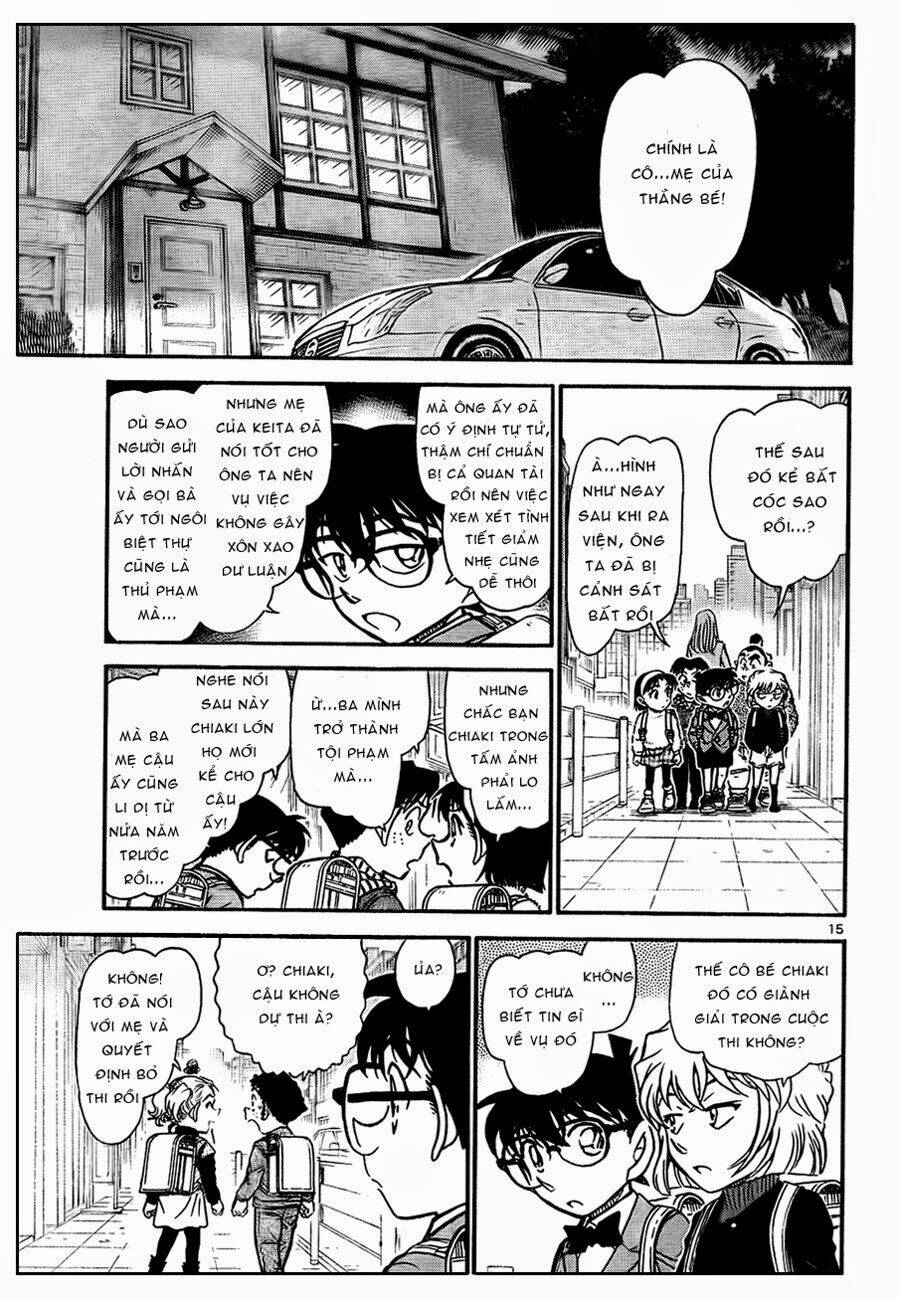 CHÍNH LÀ
CÔ...MẸ CỦA
THẰNG BÉ!
THẾ SAU
ĐÓ KẺ BẮT
CÓC SAO
RỒI...?
À...HÌNH
NHƯ NGAY
SAU KHI RA
VIỆN, ÔNG
TA ĐÃ BỊ
CẢNH SÁT
BẮT RỒI
MÀ ÔNG ẤY ĐÃ
CÓ Ý ĐỊNH TỰ TỬ,
THẬM CHÍ CHUẨN
BỊ CẢ QUAN TÀI
RỒI NÊN VIỆC
XEM XÉT TÌNH
TIẾT GIẢM
NHẸ CŨNG
DỄ THÔI
NHƯNG MẸ
CỦA KEITA ĐÃ
NÓI TỐT CHO
ÔNG TA NÊN
VỤ VIỆC
KHÔNG GÂY
XÔN XAO
DƯ LUẬN
DÙ SAO
NGƯỜI GỬI
LỜI NHẮN
VÀ GỌI BÀ
ẤY TỚI NGÔI
BIỆT THỰ
CŨNG LÀ
THỦ PHẠM
MÀ...
NHƯNG
CHẮC BẠN
CHIAKI TRONG
TẤM ẢNH
PHẢI LO
LẮM...
Ừ...BA MÌNH
TRỞ THÀNH
TỘI PHẠM
MÀ...
NGHE NÓI
SAU NÀY
CHIAKI LỚN
HỌ MỚI
KỂ CHO
CẬU
ẤY!
MÀ BA
MẸ CẬU
ẤY CŨNG
LI DỊ TỪ
NỬA NĂM
TRƯỚC
RỒI...
15
THẾ CÔ BÉ CHIAKI
ĐÓ CÓ GIÀNH
GIẢI TRONG CUỘC
THI KHÔNG?
KHÔNG
...
TỚ CHƯA
BIẾT TIN GÌ
VỀ VỤ ĐÓ
ỦA?
Ơ? CHIAKI,
CẬU KHÔNG
DỰ THI À?
KHÔNG!
TỚ ĐÃ NÓI
VỚI MẸ VÀ
QUYẾT
ĐỊNH BỎ
THI RỒI